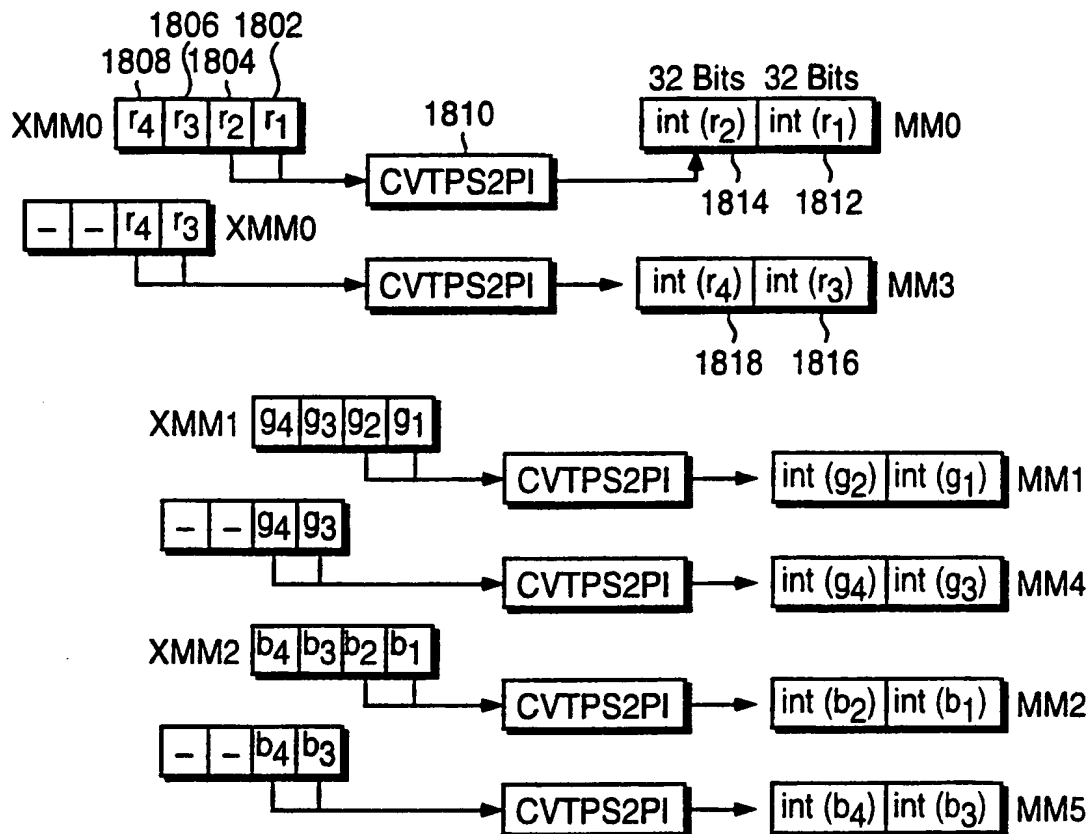 1806 1802
1808 1804
XMM0 r4 r3 r2 r1
1810
CVTPS2PI
32 Bits 32 Bits
int (r2) int (r1) MM0
1814 1812
– – r4 r3 XMM0
CVTPS2PI
int (r4) int (r3) MM3
1818 1816
XMM1 g4 g3 g2 g1
CVTPS2PI
int (g2) int (g1) MM1
– – g4 g3
CVTPS2PI
int (g4) int (g3) MM4
XMM2 b4 b3 b2 b1
CVTPS2PI
int (b2) int (b1) MM2
– – b4 b3
CVTPS2PI
int (b4) int (b3) MM5